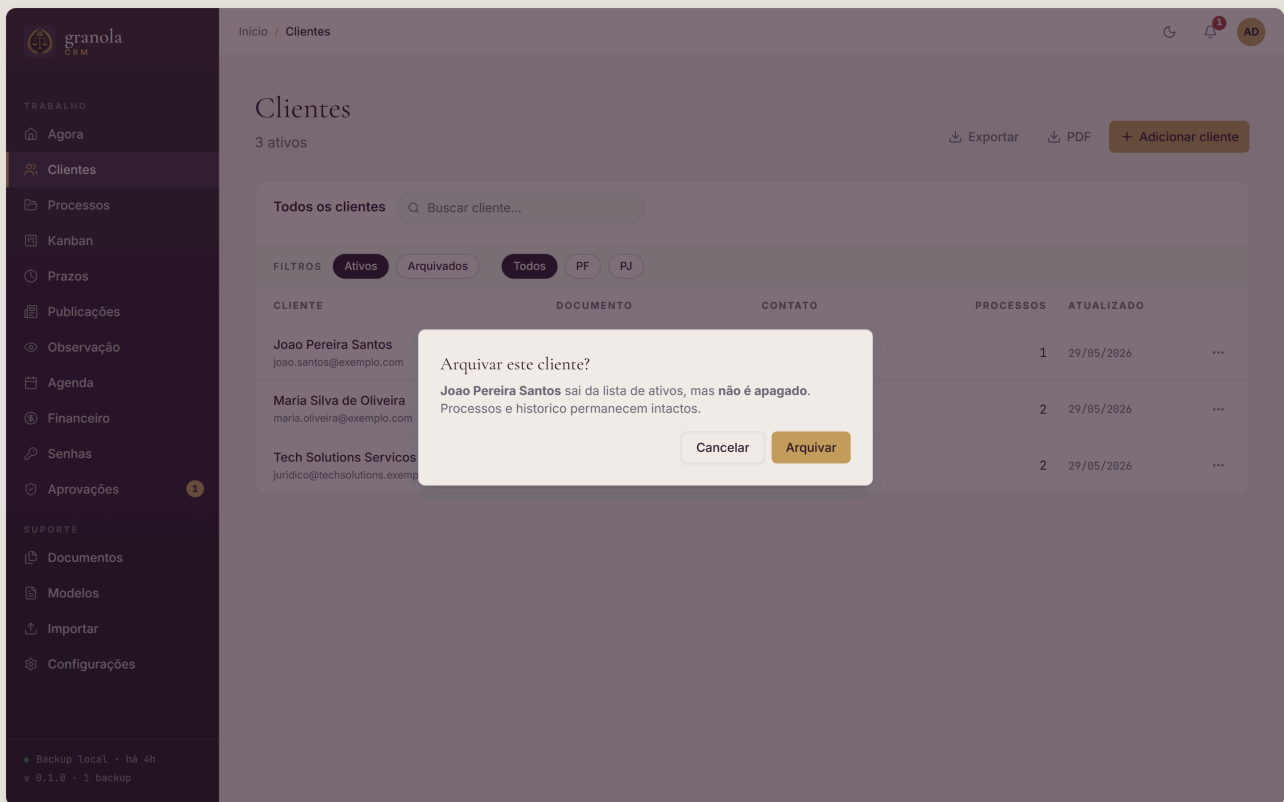 granola
CRM
Início / Clientes
1
AD
TRABALHO
Agora
Clientes
Processos
Kanban
Prazos
Publicações
Observação
Agenda
Financeiro
Senhas
Aprovações 1
SUPORTE
Documentos
Modelos
Importar
Configurações
Backup local · há 4h
v 0.1.0 · 1 backup
Clientes
3 ativos
Exportar PDF + Adicionar cliente
Todos os clientes Buscar cliente...
FILTROS Ativos Arquivados Todos PF PJ
CLIENTE DOCUMENTO CONTATO PROCESSOS ATUALIZADO
Joao Pereira Santos 1 29/05/2026 ...
joao.santos@exemplo.com
Maria Silva de Oliveira 2 29/05/2026 ...
maria.oliveira@exemplo.com
Tech Solutions Servicos 2 29/05/2026 ...
juridico@techsolutions.exemp
Arquivar este cliente?
Joao Pereira Santos sai da lista de ativos, mas não é apagado.
Processos e historico permanecem intactos.
Cancelar Arquivar